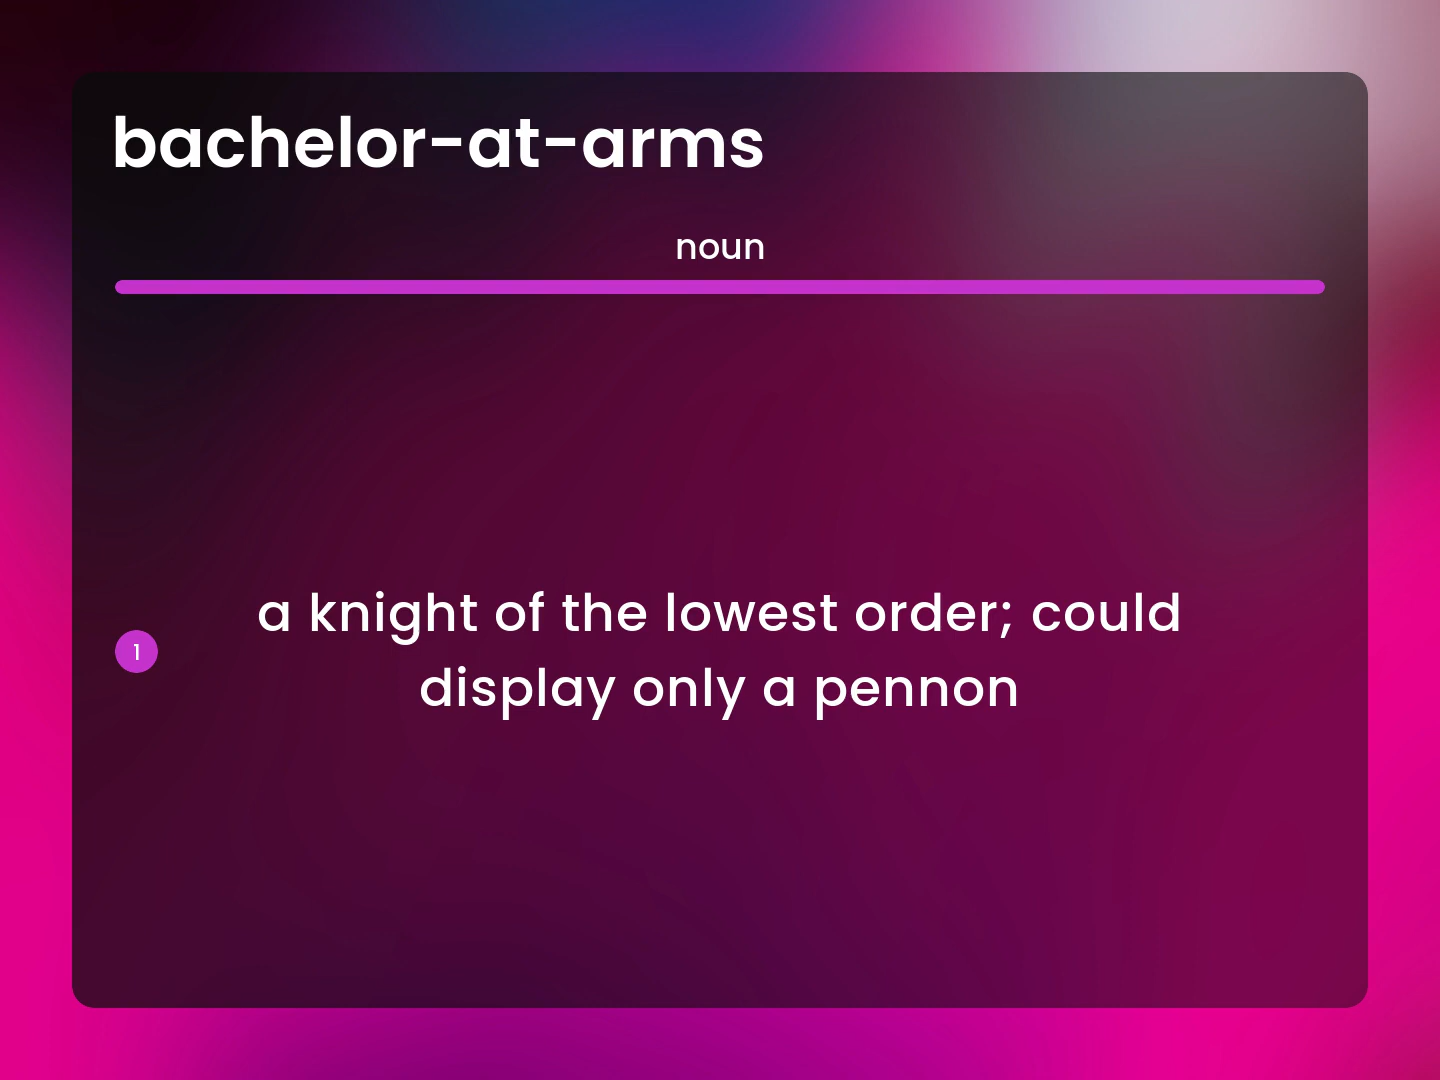 bachelor-at-arms
noun
1
a knight of the lowest order; could
display only a pennon